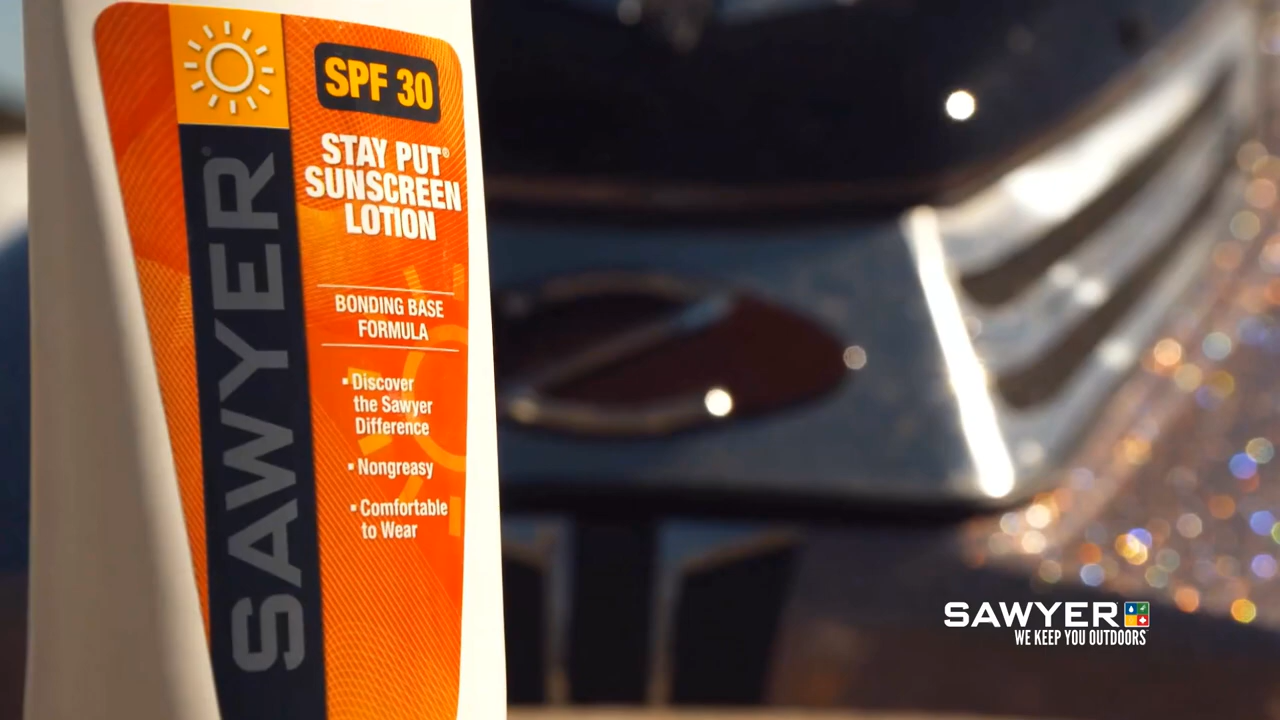 SPF 30
STAY PUT®
SUNSCREEN
LOTION
BONDING BASE
FORMULA
▪ Discover
the Sawyer
Difference
▪ Nongreasy
▪ Comfortable
to Wear
SAWYER®
SAWYER
WE KEEP YOU OUTDOORS